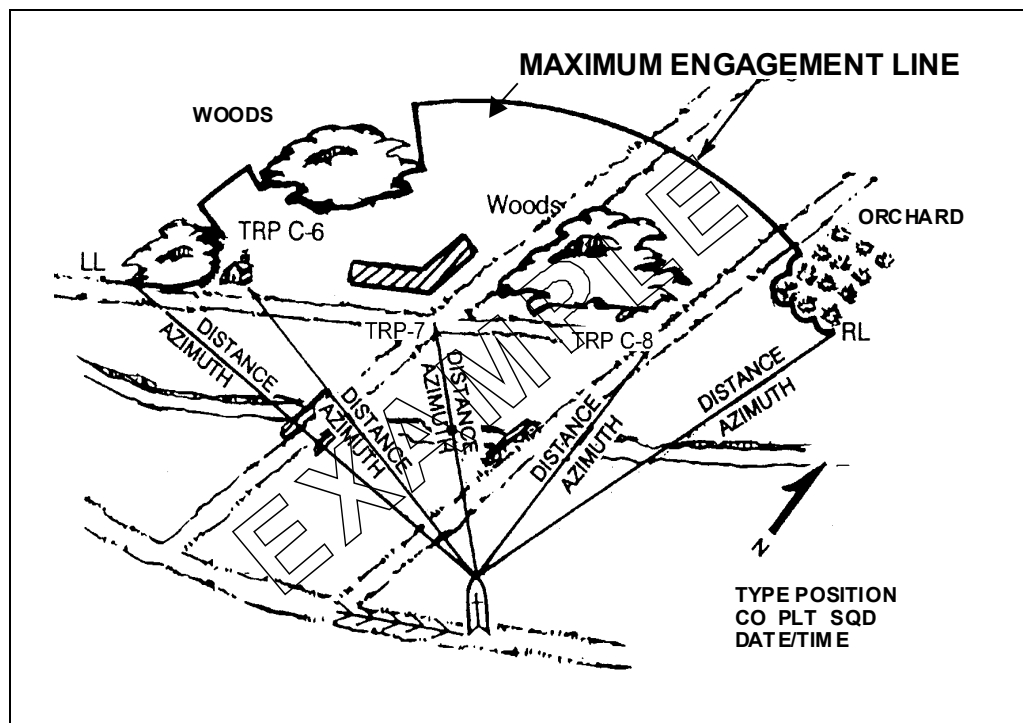 MAXIMUM ENGAGEMENT LINE
WOODS
Woods
ORCHARD
TRP C-6
LL
TRP-7
TRP C-8
RL
DISTANCE
AZIMUTH
DISTANCE
AZIMUTH
DISTANCE
AZIMUTH
DISTANCE
AZIMUTH
DISTANCE
AZIMUTH
EXAMPLE
N
TYPE POSITION
CO PLT SQD
DATE/TIME